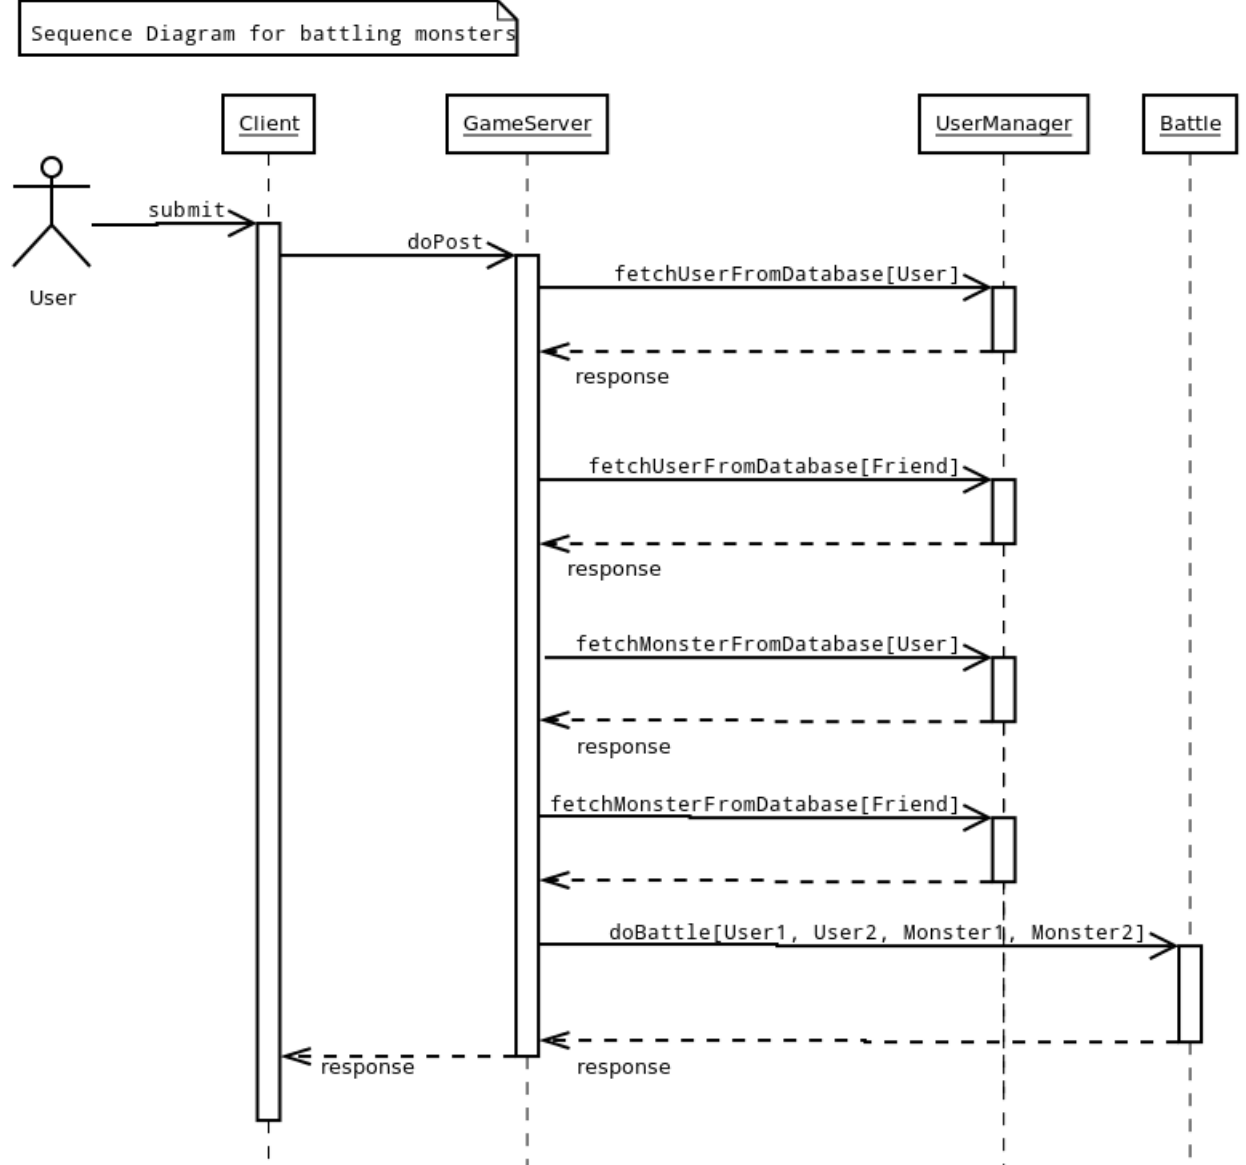 Sequence Diagram for battling monsters
Client
GameServer
UserManager
Battle
submit
doPost
User
fetchUserFromDatabase[User]
response
fetchUserFromDatabase[Friend]
response
fetchMonsterFromDatabase[User]
response
fetchMonsterFromDatabase[Friend]
doBattle[User1, User2, Monster1, Monster2]
response
response